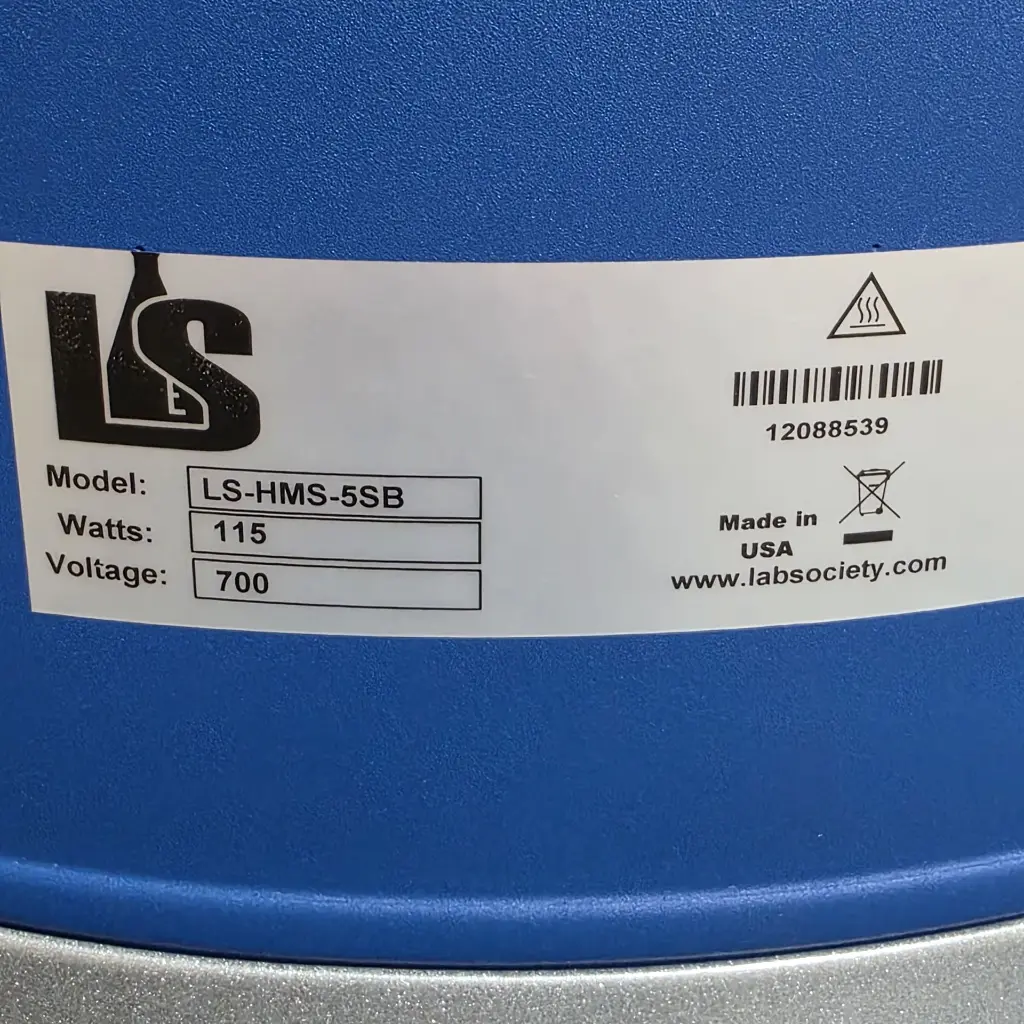 LS
E
Model: LS-HMS-5SB
Watts: 115
Voltage: 700
12088539
Made in
USA
www.labsociety.com